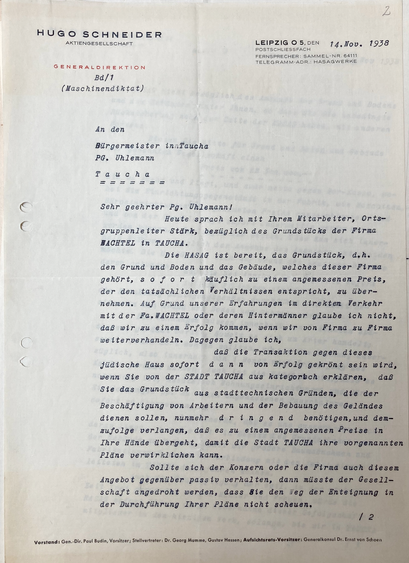 2
HUGO SCHNEIDER
AKTIENGESELLSCHAFT
GENERALDIREKTION
Bd/1
(Maschinendiktat)
LEIPZIG O 5, DEN 14. Nov. 1938
POSTSCHLIESSFACH
FERNSPRECHER: SAMMEL-NR. 64111
TELEGRAMM-ADR.: HASAGWERKE
An den
Bürgermeister in Taucha
PG. Uhlemann
T a u c h a
= = = = = = =
Sehr geehrter Pg. Uhlemann!
Heute sprach ich mit Ihrem Mitarbeiter, Orts-
gruppenleiter Stärk, bezüglich des Grundstücks der Firma
WACHTEL in TAUCHA.
Die HASAG ist bereit, das Grundstück, d.h.
den Grund und Boden und das Gebäude, welches dieser Firma
gehört, s o f o r t käuflich zu einem angemessenen Preis,
der den tatsächlichen Verhältnissen entspricht, zu über-
nehmen. Auf Grund unserer Erfahrungen im direktem Verkehr
mit der Fa. WACHTEL oder deren Hintermänner glaube ich nicht,
daß wir zu einem Erfolg kommen, wenn wir von Firma zu Firma
weiterverhandeln. Dagegen glaube ich,
daß die Transaktion gegen dieses
jüdische Haus sofort d a n n von Erfolg gekrönt sein wird,
wenn Sie von der STADT TAUCHA aus kategorisch erklären, daß
Sie das Grundstück aus stadttechnischen Gründen, die der
Beschäftigung von Arbeitern und der Bebauung des Geländes
dienen sollen, nunmehr d r i n g e n d benötigen, und dem-
zufolge verlangen, daß es zu einem angemessenen Preise in
Ihre Hände übergeht, damit die Stadt TAUCHA ihre vorgenannten
Pläne verwirklichen kann.
Sollte sich der Konsern oder die Firma auch diesem
Angebot gegenüber passiv verhalten, dann müsste der Gesell-
schaft angedroht werden, dass Sie den Weg der Enteignung in
der Durchführung Ihrer Pläne nicht scheuen.
/ 2
Vorstand: Gen.-Dir. Paul Budin, Vorsitzer; Stellvertreter: Dr. Georg Mumme, Gustav Hessen; Aufsichtsrats-Vorsitzer: Generalkonsul Dr. Ernst von Schoen